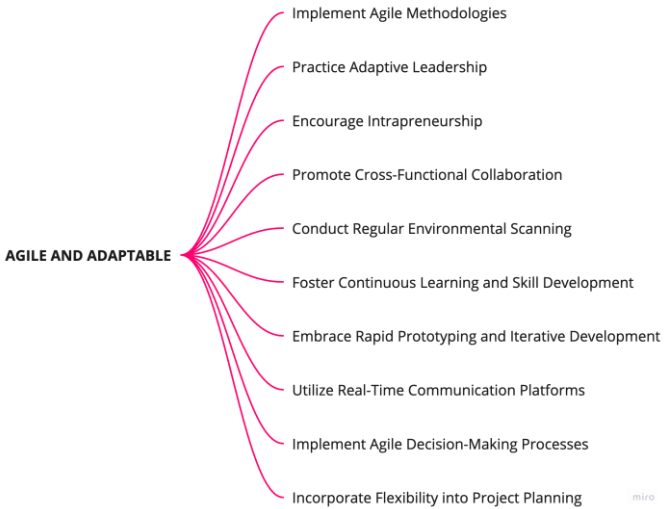 Implement Agile Methodologies
Practice Adaptive Leadership
Encourage Intrapreneurship
Promote Cross-Functional Collaboration
Conduct Regular Environmental Scanning
AGILE AND ADAPTABLE
Foster Continuous Learning and Skill Development
Embrace Rapid Prototyping and Iterative Development
Utilize Real-Time Communication Platforms
Implement Agile Decision-Making Processes
Incorporate Flexibility into Project Planning
miro